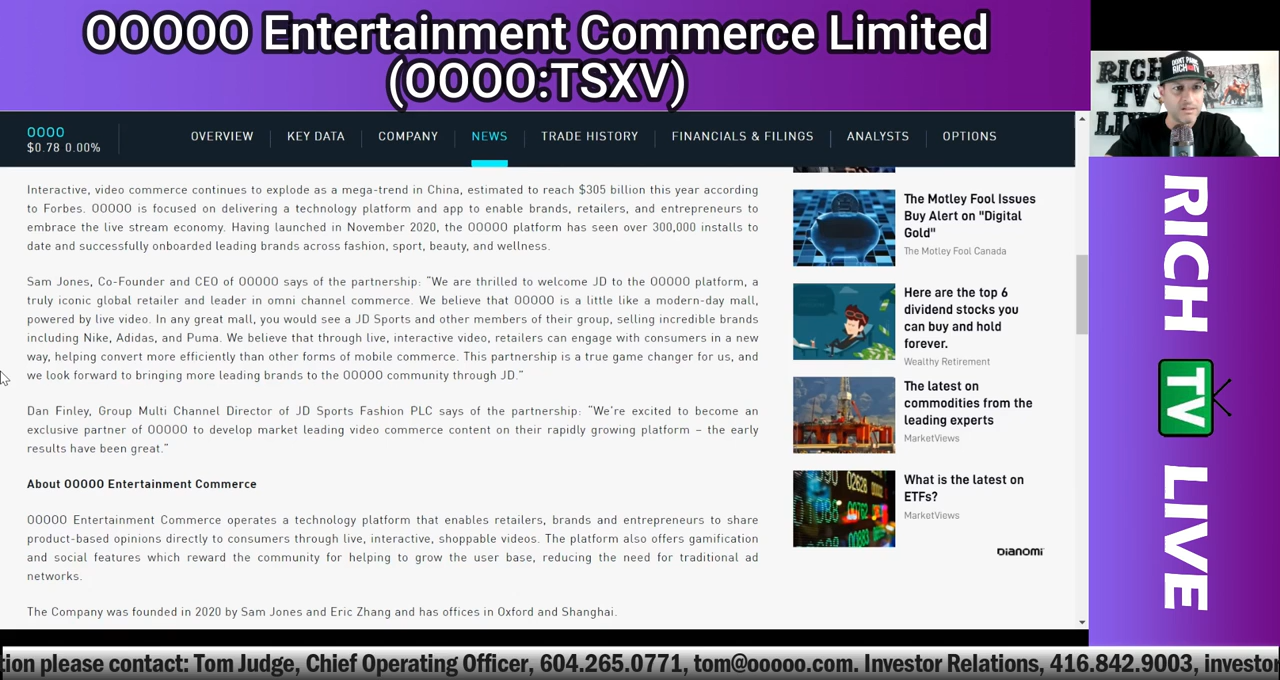 OOOOO Entertainment Commerce Limited
(OOOO:TSXV)
DON'T PANIC
RICH TV
RICH
TV
LIVE
OOOO
$0.78 0.00%
OVERVIEW
KEY DATA
COMPANY
NEWS
TRADE HISTORY
FINANCIALS & FILINGS
ANALYSTS
OPTIONS
Interactive, video commerce continues to explode as a mega-trend in China, estimated to reach $305 billion this year according
to Forbes. OOOOO is focused on delivering a technology platform and app to enable brands, retailers, and entrepreneurs to
embrace the live stream economy. Having launched in November 2020, the OOOOO platform has seen over 300,000 installs to
date and successfully onboarded leading brands across fashion, sport, beauty, and wellness.
Sam Jones, Co-Founder and CEO of OOOOO says of the partnership: “We are thrilled to welcome JD to the OOOOO platform, a
truly iconic global retailer and leader in omni channel commerce. We believe that OOOOO is a little like a modern-day mall,
powered by live video. In any great mall, you would see a JD Sports and other members of their group, selling incredible brands
including Nike, Adidas, and Puma. We believe that through live, interactive video, retailers can engage with consumers in a new
way, helping convert more efficiently than other forms of mobile commerce. This partnership is a true game changer for us, and
we look forward to bringing more leading brands to the OOOOO community through JD.”
Dan Finley, Group Multi Channel Director of JD Sports Fashion PLC says of the partnership: “We’re excited to become an
exclusive partner of OOOOO to develop market leading video commerce content on their rapidly growing platform – the early
results have been great.”
About OOOOO Entertainment Commerce
OOOOO Entertainment Commerce operates a technology platform that enables retailers, brands and entrepreneurs to share
product-based opinion directly to consumers through live, interactive, shoppable videos. The platform also offers gamification
and social features which reward the community for helping to grow the user base, reducing the need for traditional ad
networks.
The Company was founded in 2020 by Sam Jones and Eric Zhang and has offices in Oxford and Shanghai.
The Motley Fool Issues
Buy Alert on "Digital
Gold"
The Motley Fool Canada
Here are the top 6
dividend stocks you
can buy and hold
forever.
Wealthy Retirement
The latest on
commodities from the
leading experts
MarketViews
What is the latest on
ETFs?
MarketViews
DIANOMI
RICH
TV
LIVE
tion please contact: Tom Judge, Chief Operating Officer, 604.265.0771, tom@ooooo.com. Investor Relations, 416.842.9003, investor